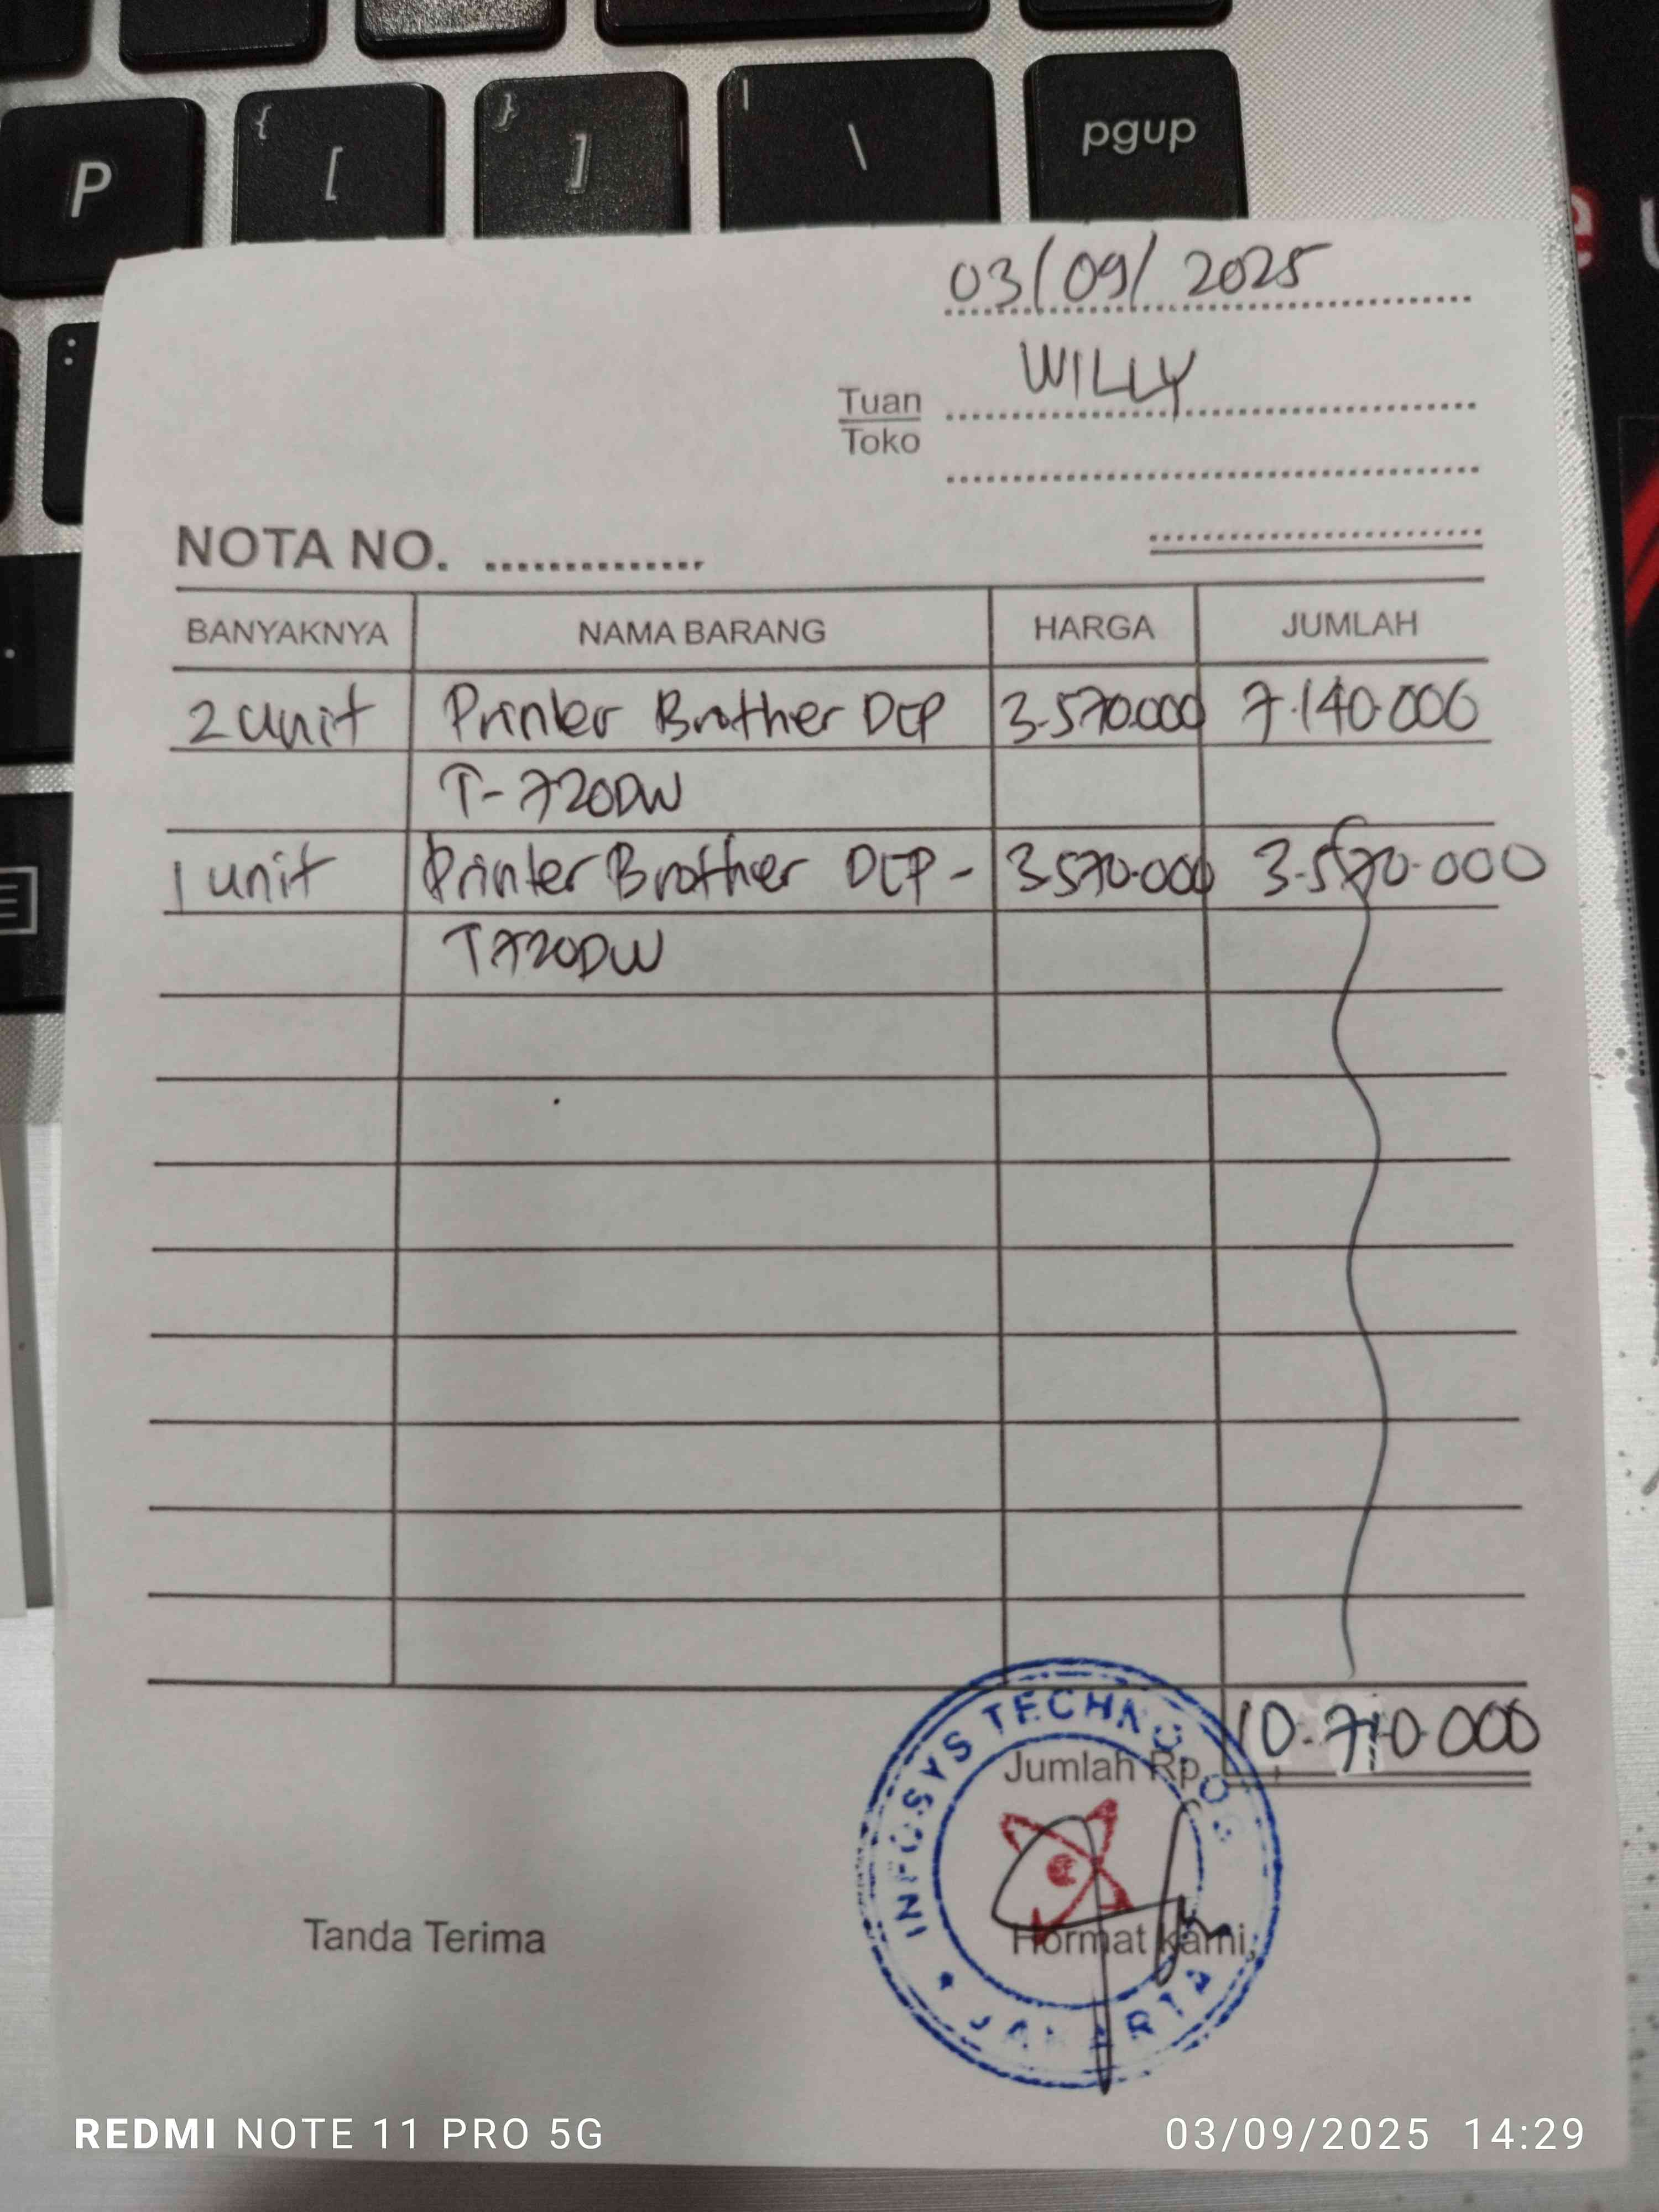 P
{
[
}
]
|
\
pgup
03/09/2025
WILLY
Tuan
Toko
NOTA NO. ..............
BANYAKNYA NAMA BARANG HARGA JUMLAH
2 unit Printer Brother DCP 3.570.000 7.140.000
T-720DW
1 unit Printer Brother DCP- 3.570.000 3.570.000
T720DW
Jumlah Rp. 10.710.000
INFOSYS TECHNOLOGY
Tanda Terima Hormat kami,
JAKARTA
REDMI NOTE 11 PRO 5G 03/09/2025 14:29